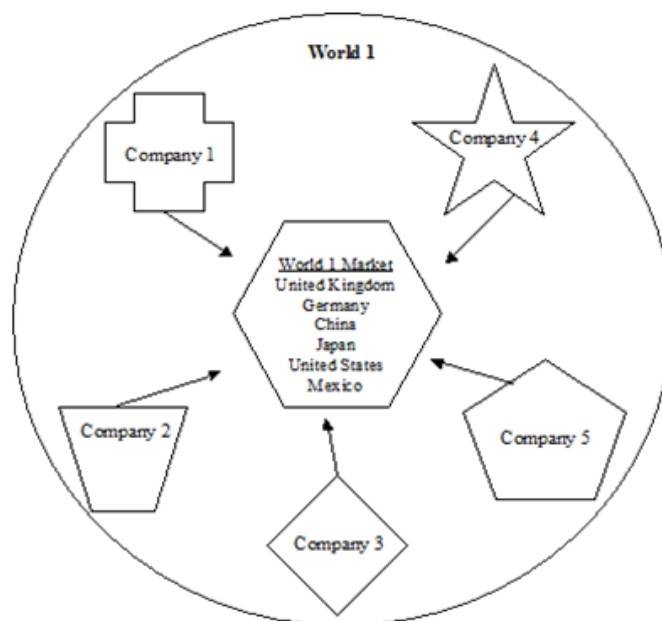 World 1
Company 1
Company 4
World 1 Market
United Kingdom
Germany
China
Japan
United States
Mexico
Company 2
Company 5
Company 3